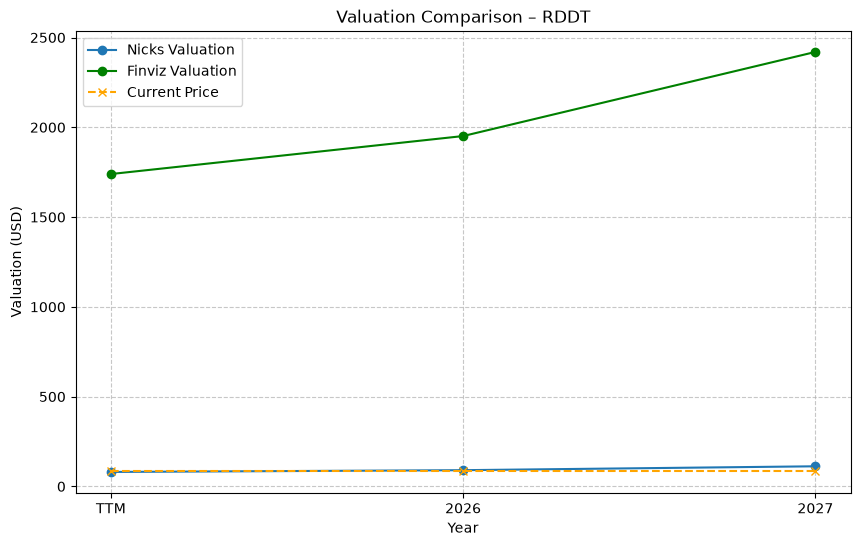 Valuation Comparison – RDDT
Nicks Valuation
Finviz Valuation
Current Price
Valuation (USD)
2500
2000
1500
1000
500
0
TTM
2026
2027
Year